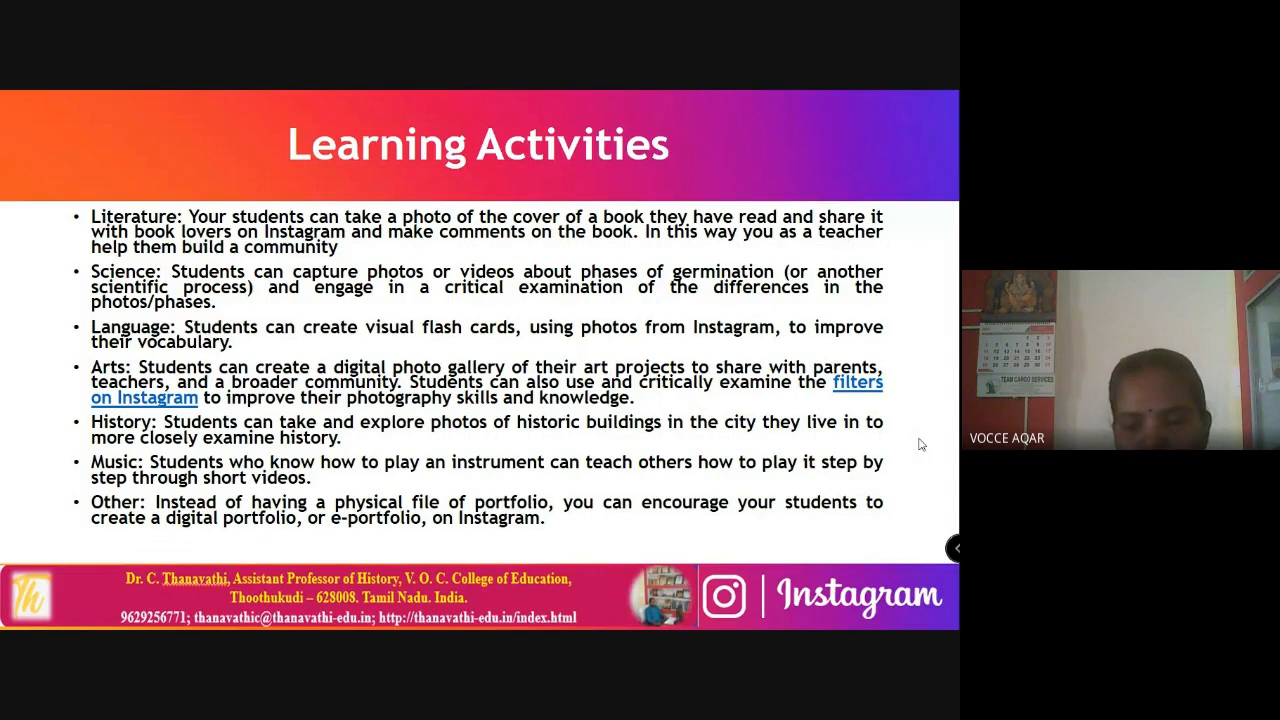 Learning Activities
• Literature: Your students can take a photo of the cover of a book they have read and share it
with book lovers on Instagram and make comments on the book. In this way you as a teacher
help them build a community
• Science: Students can capture photos or videos about phases of germination (or another
scientific process) and engage in a critical examination of the differences in the
photos/phases.
• Language: Students can create visual flash cards, using photos from Instagram, to improve
their vocabulary.
• Arts: Students can create a digital photo gallery of their art projects to share with parents,
teachers, and a broader community. Students can also use and critically examine the filters
on Instagram to improve their photography skills and knowledge.
• History: Students can take and explore photos of historic buildings in the city they live in to
more closely examine history.
• Music: Students who know how to play an instrument can teach others how to play it step by
step through short videos.
• Other: Instead of having a physical file of portfolio, you can encourage your students to
create a digital portfolio, or e-portfolio, on Instagram.
Th
Dr. C. Thanavathi, Assistant Professor of History, V. O. C. College of Education,
Thoothukudi – 628008. Tamil Nadu. India.
9629256771; thanavathic@thanavathi-edu.in; http://thanavathi-edu.in/index.html
Instagram
TEAM CARGO SERVICES
VOCCE AQAR